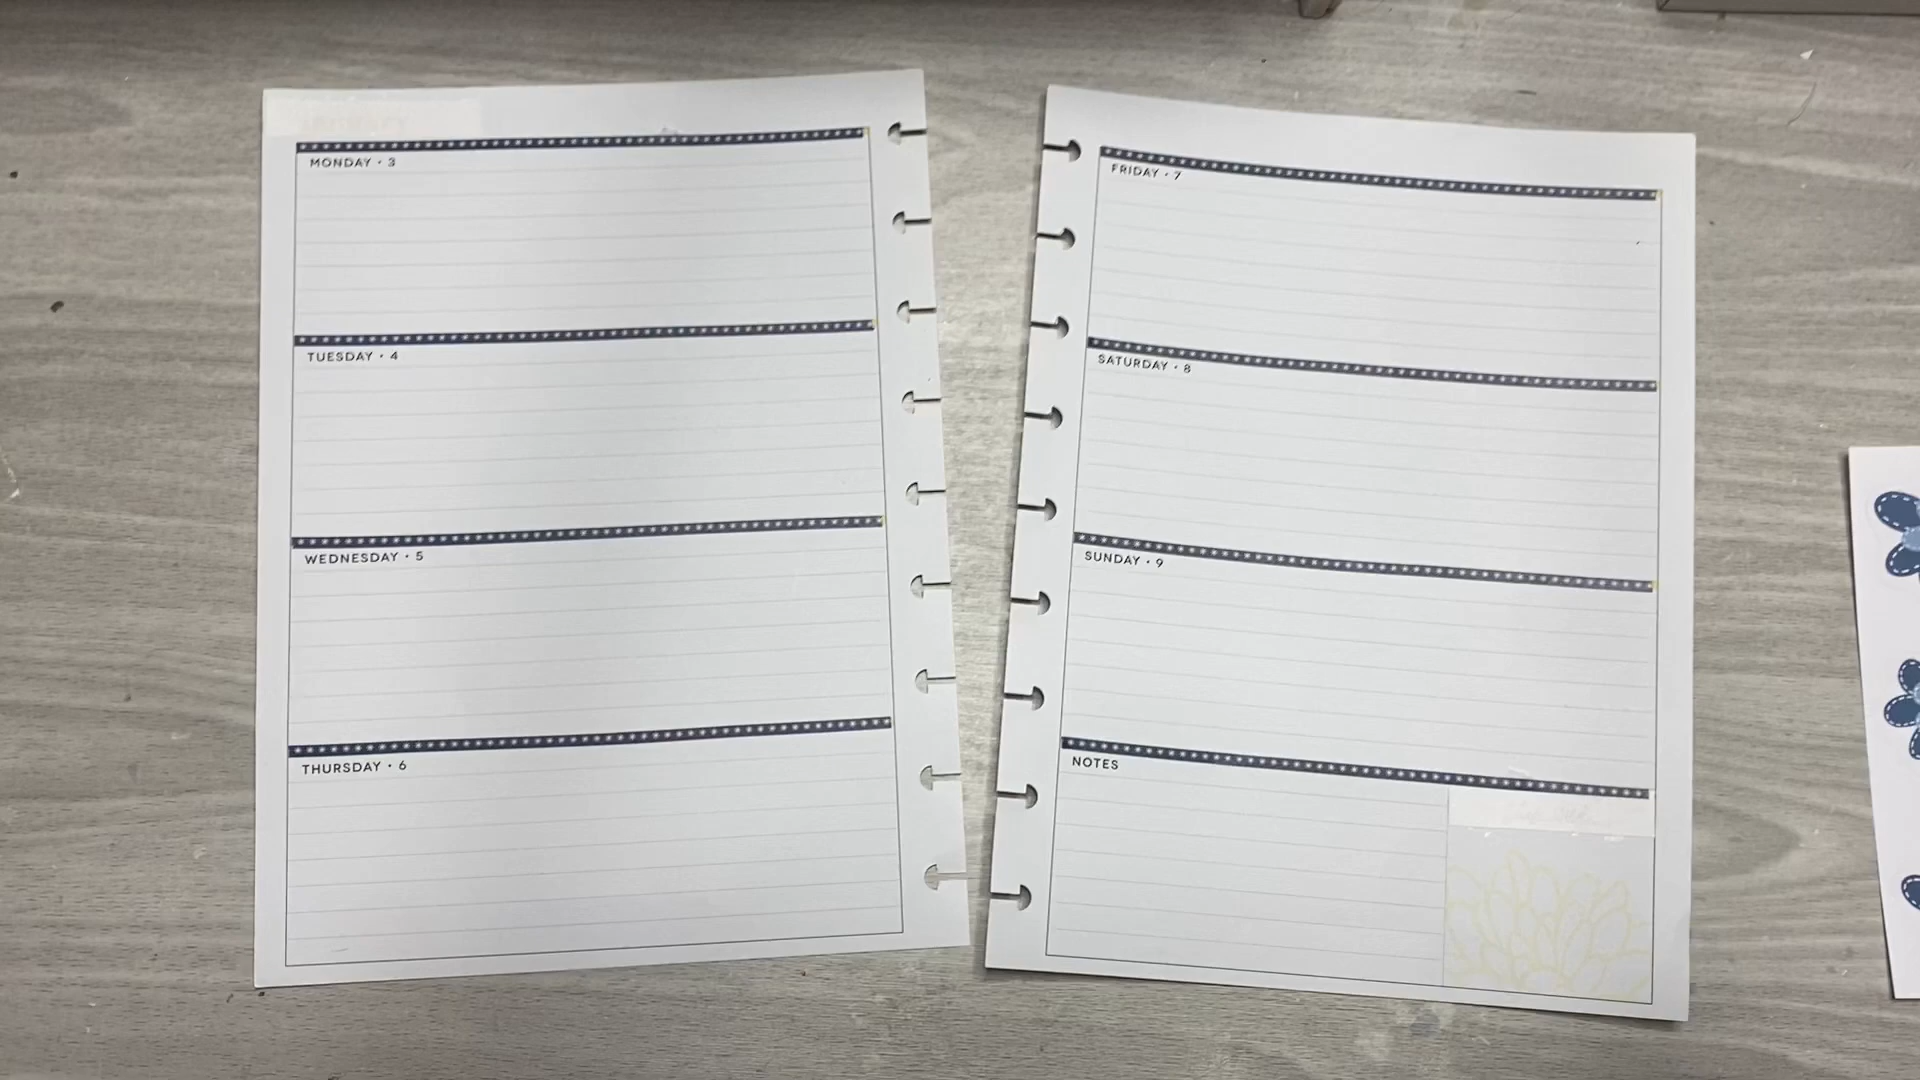 MONDAY • 3
TUESDAY • 4
WEDNESDAY • 5
THURSDAY • 6
FRIDAY • 7
SATURDAY • 8
SUNDAY • 9
NOTES